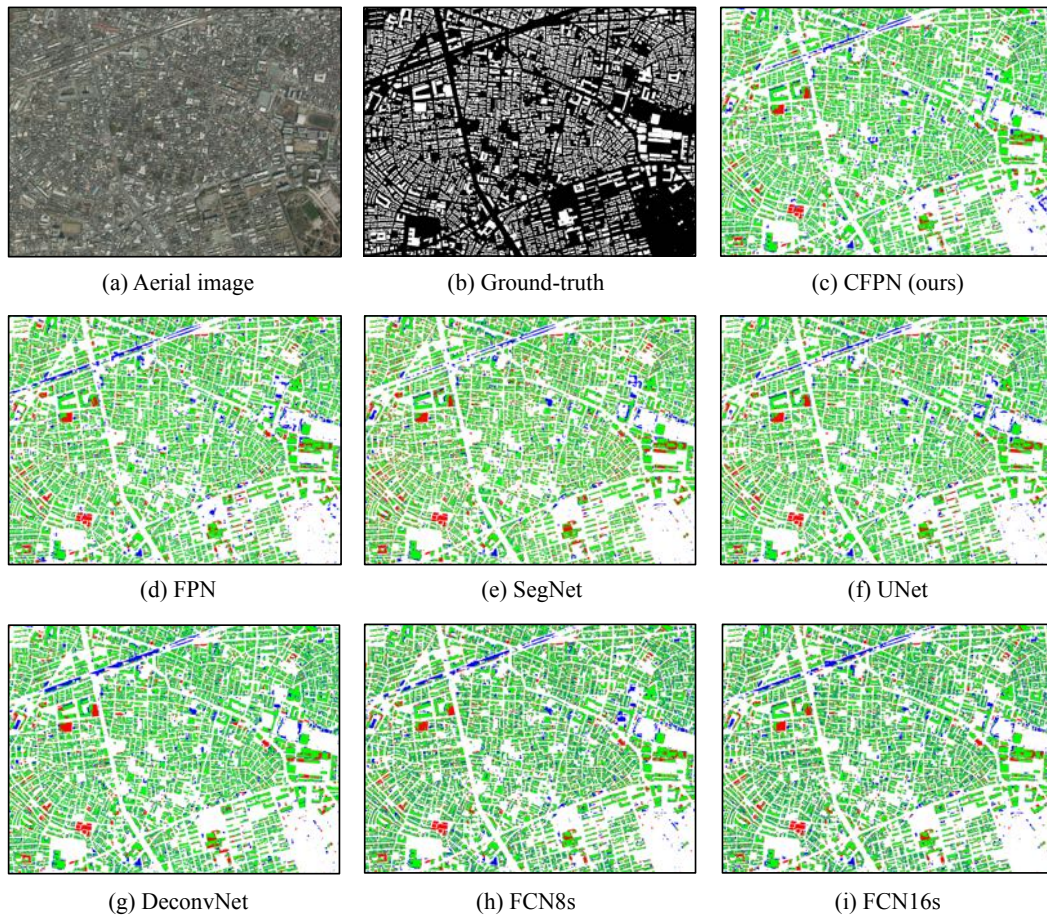 (a) Aerial image
(b) Ground-truth
(c) CFPN (ours)
(d) FPN
(e) SegNet
(f) UNet
(g) DeconvNet
(h) FCN8s
(i) FCN16s